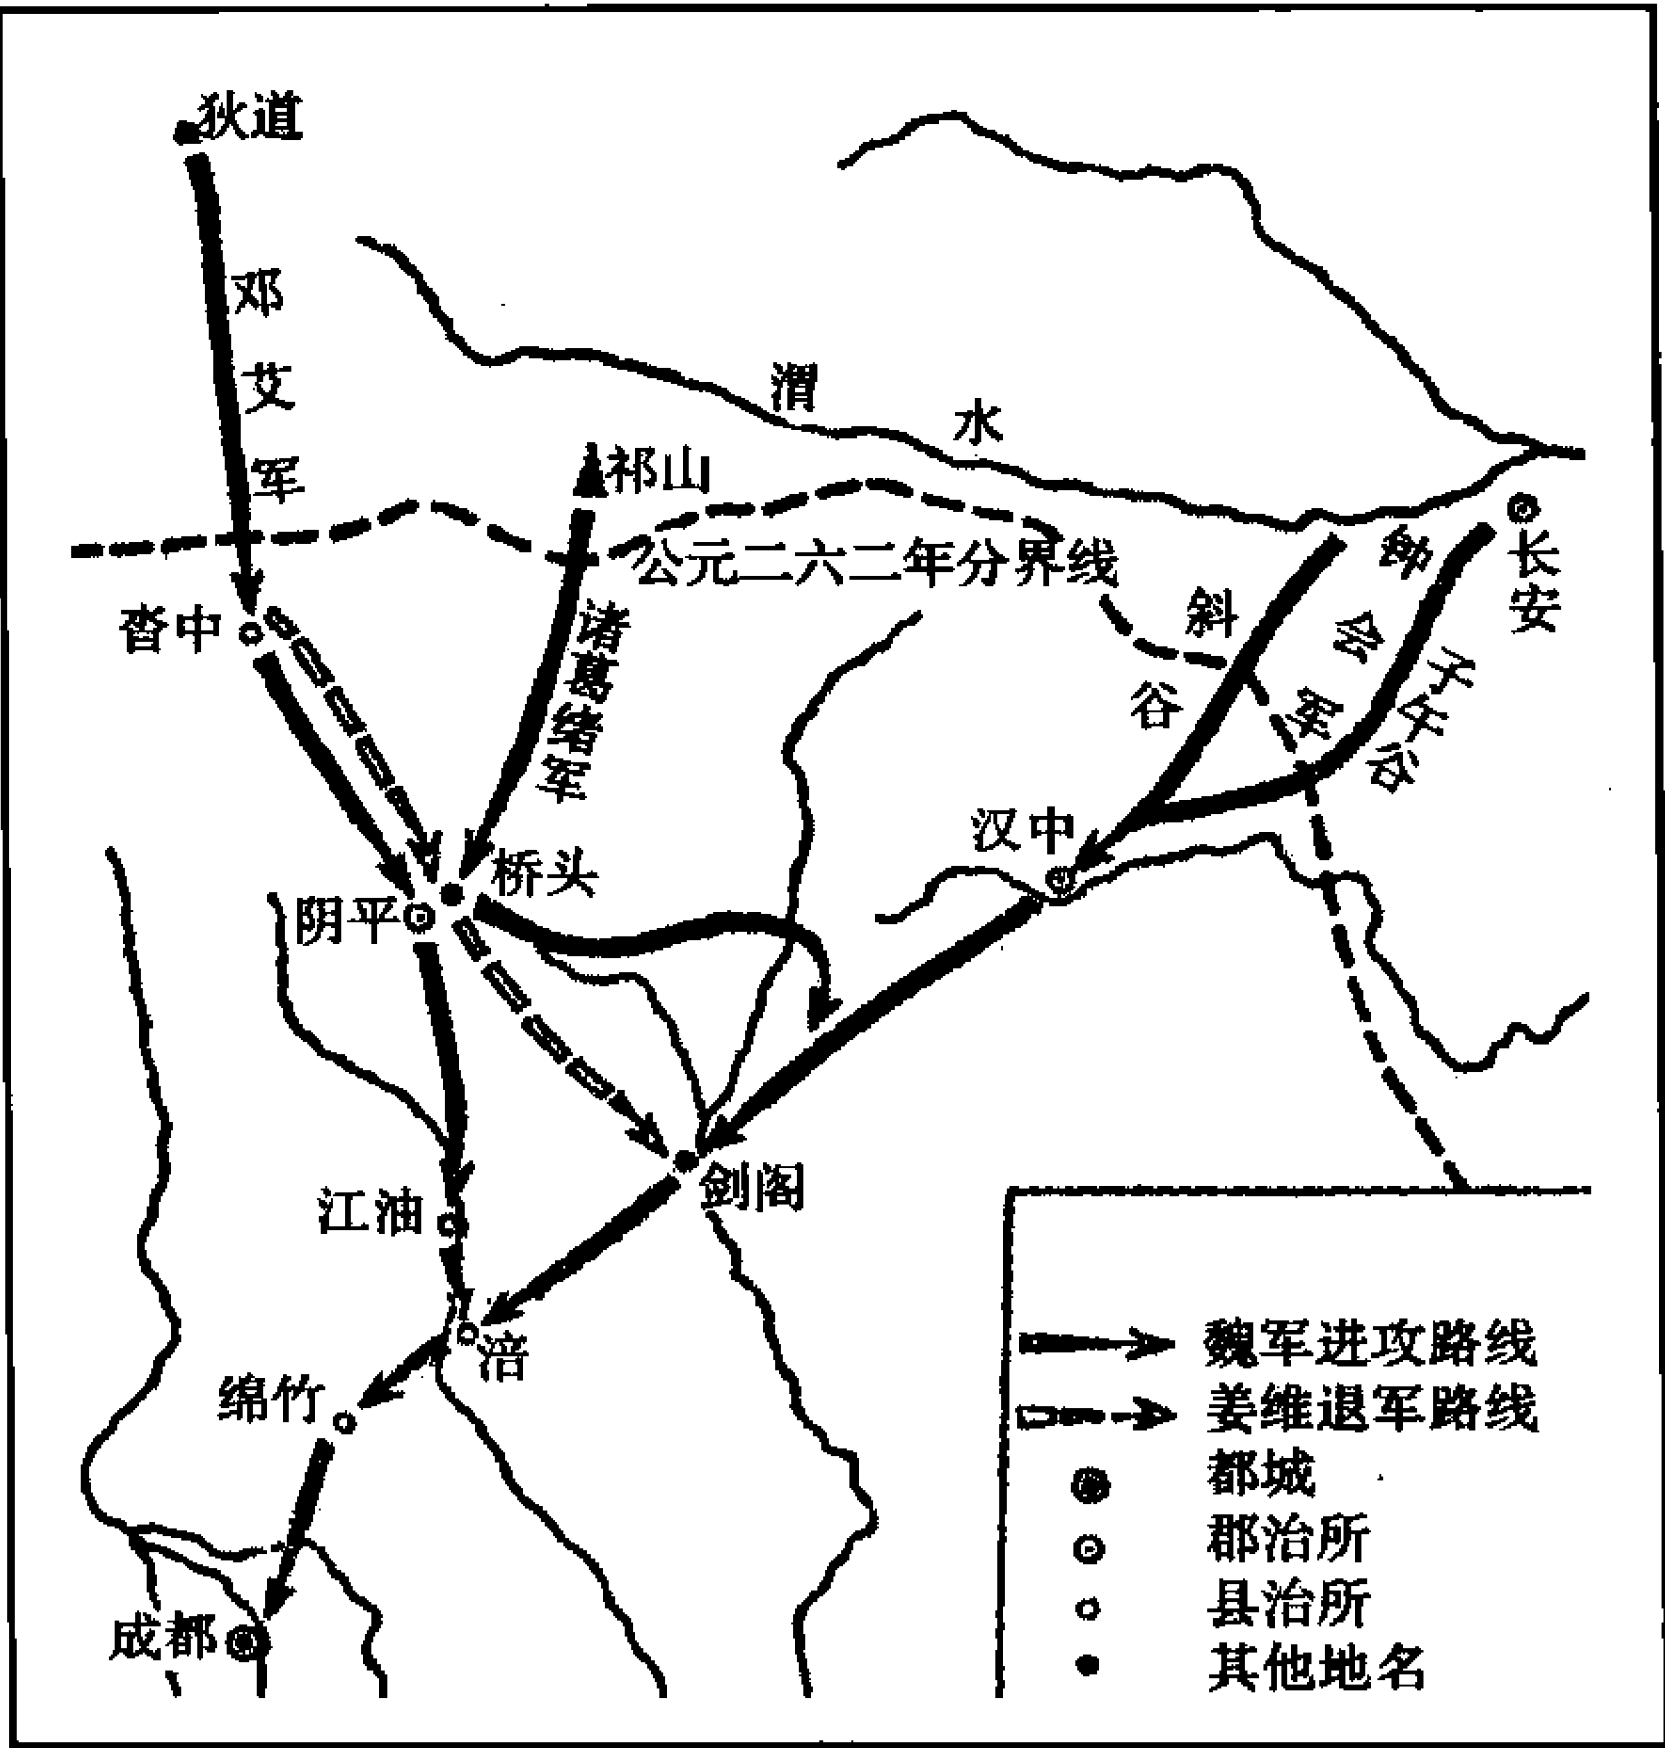 狄道
邓艾军
渭水
祁山
公元二六二年分界线
长安
钟会军
斜谷
子午谷
沓中
诸葛绪军
汉中
桥头
阴平
剑阁
江油
涪
绵竹
成都
魏军进攻路线
姜维退军路线
都城
郡治所
县治所
其他地名